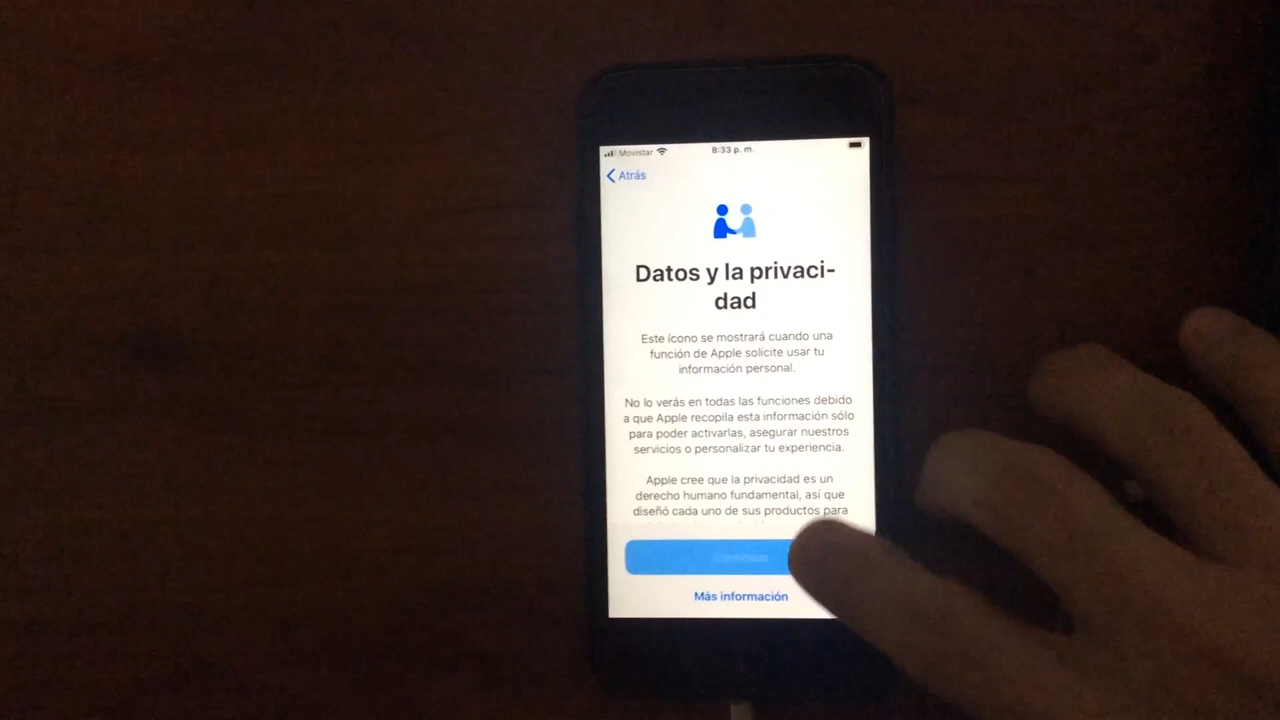 Movistar 8:33 p. m.
Atrás
Datos y la privaci-
dad
Este ícono se mostrará cuando una
función de Apple solicite usar tu
información personal.
No lo verás en todas las funciones debido
a que Apple recopila esta información sólo
para poder activarlas, asegurar nuestros
servicios o personalizar tu experiencia.
Apple cree que la privacidad es un
derecho humano fundamental, así que
diseñó cada uno de sus productos para
Más información